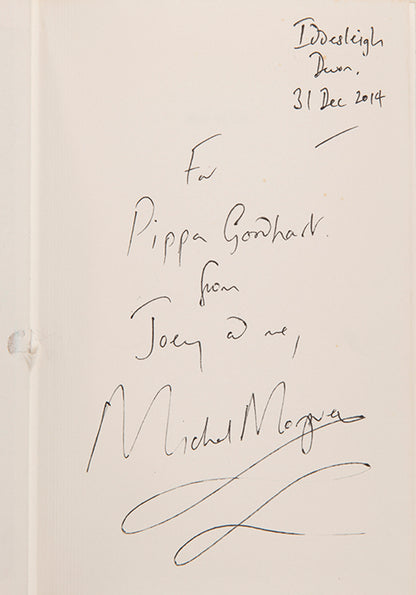 Iddesleigh
Devon.
31 Dec 2014
For
Pippa Goodhart.
from
Joey and me,
Michael Morpurgo